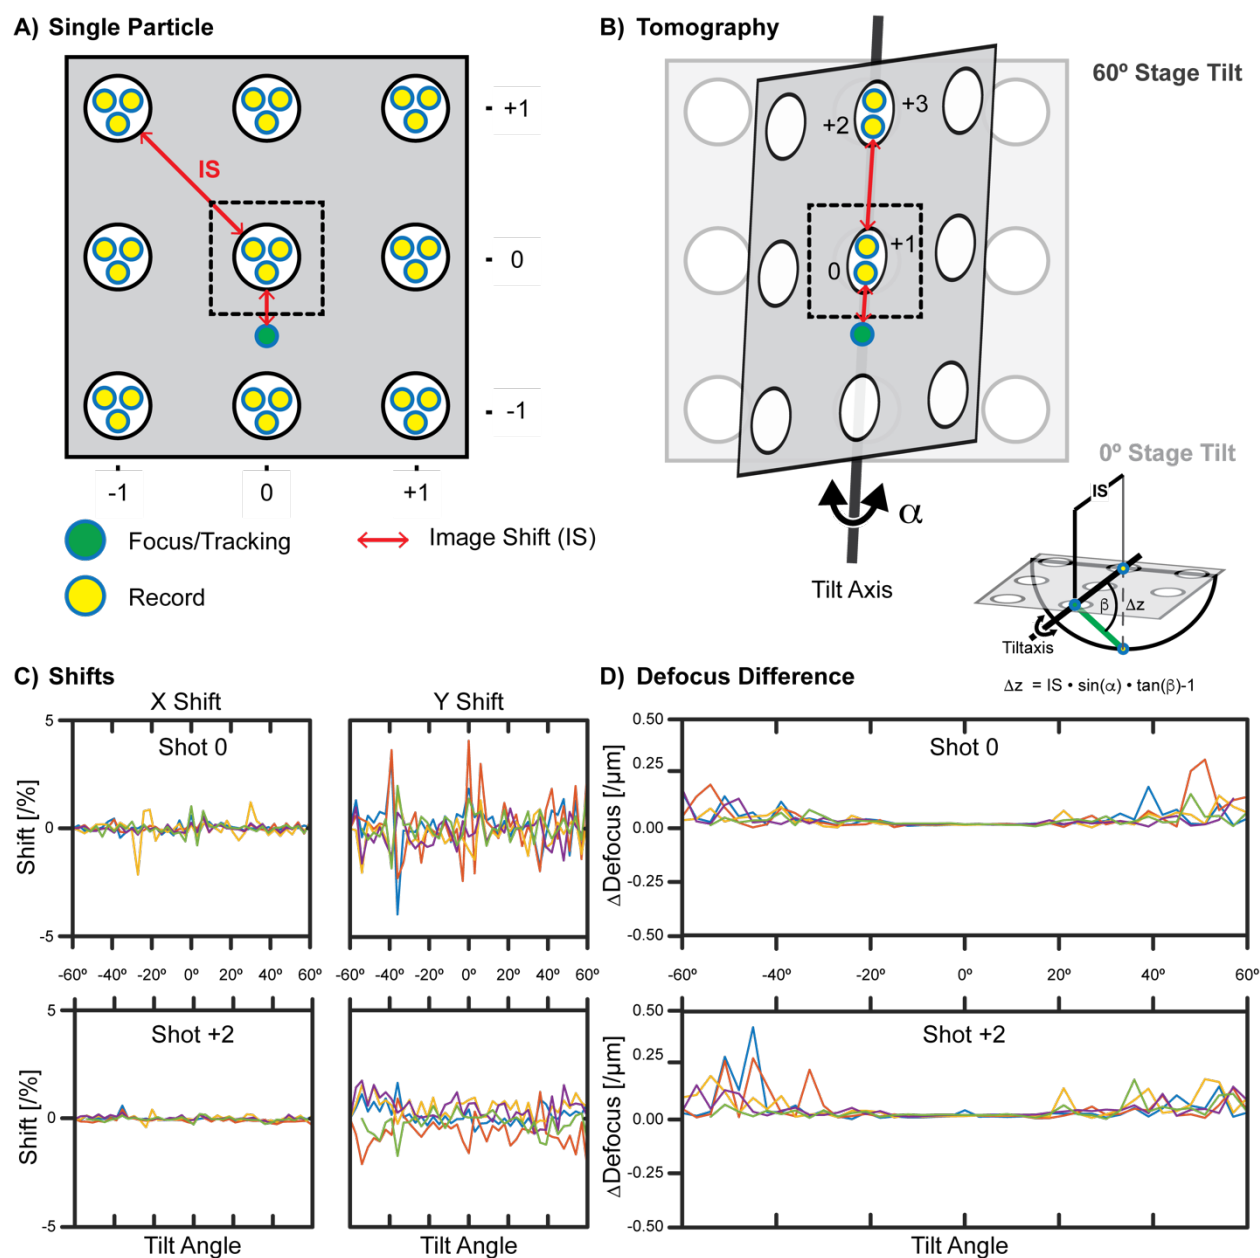 A) Single Particle
IS
+1
0
-1
-1
0
+1
Focus/Tracking
Image Shift (IS)
Record
B) Tomography
60º Stage Tilt
+3
+2
+1
0
0º Stage Tilt
α
Tilt Axis
IS
β
Δz
Tiltaxis
Δz = IS • sin(α) • tan(β)-1
C) Shifts
X Shift
Y Shift
5
Shot 0
Shift [/%]
0
-5
-60º -40º -20º 0º 20º 40º 60º
-60º -40º -20º 0º 20º 40º 60º
5
Shot +2
Shift [/%]
0
-5
Tilt Angle
Tilt Angle
D) Defocus Difference
0.50
Shot 0
0.25
ΔDefocus [/µm]
0.00
-0.25
-0.50
-60º -40º -20º 0º 20º 40º 60º
0.50
Shot +2
0.25
ΔDefocus [/µm]
0.00
-0.25
-0.50
Tilt Angle